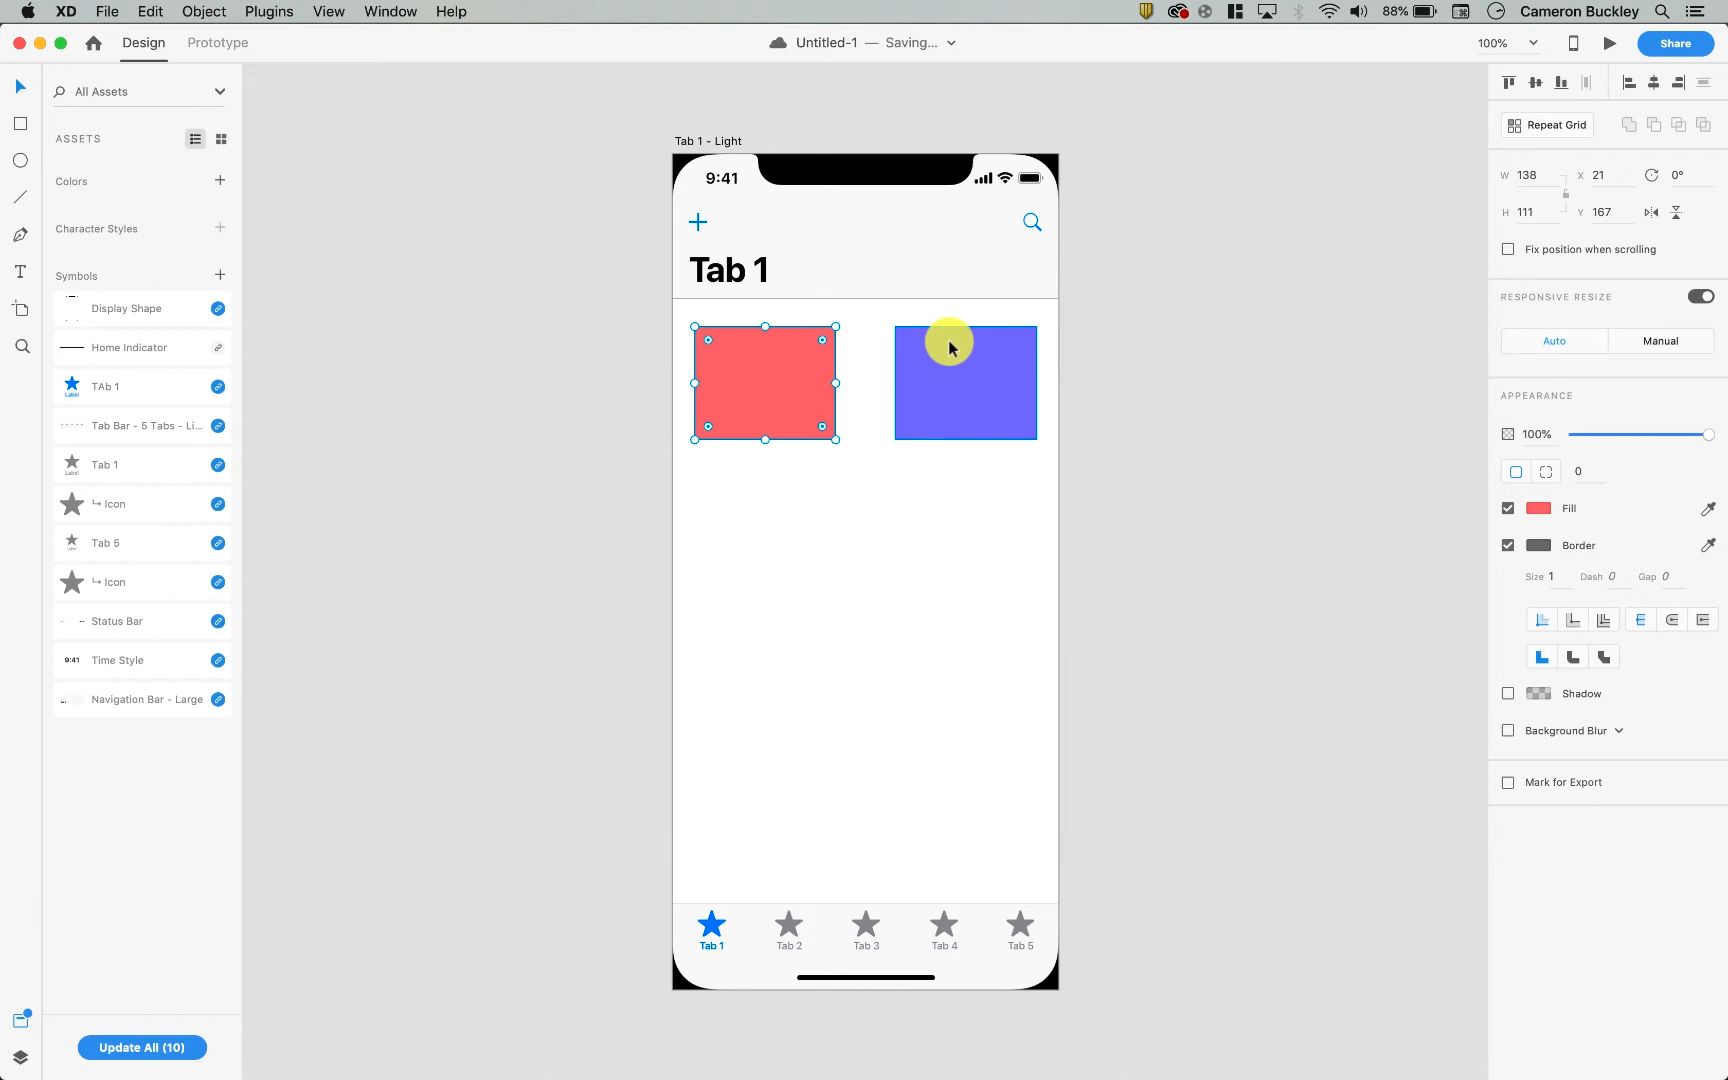 XD File Edit Object Plugins View Window Help
88% Cameron Buckley
Design Prototype
Untitled-1 — Saving...
100%
Share
All Assets
ASSETS
Colors
Character Styles
Symbols
Display Shape
Home Indicator
Label TAb 1
Tab Bar - 5 Tabs - Li...
Label Tab 1
Icon
Tab 5
Icon
Status Bar
9:41 Time Style
Navigation Bar - Large
Update All (10)
Tab 1 - Light
9:41
Tab 1
Tab 1 Tab 2 Tab 3 Tab 4 Tab 5
Repeat Grid
W 138 X 21 0°
H 111 Y 167
Fix position when scrolling
RESPONSIVE RESIZE
Auto Manual
APPEARANCE
100%
0
Fill
Border
Size 1 Dash 0 Gap 0
Shadow
Background Blur
Mark for Export